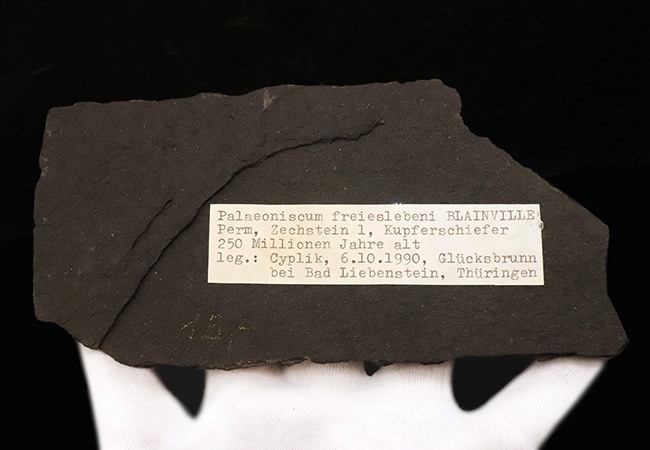 Palaeoniscum freieslebeni BLAINVILLE
Perm, Zechstein 1, Kupferschiefer
250 Millionen Jahre alt
leg.: Cyplik, 6.10.1990, Glücksbrunn
bei Bad Liebenstein, Thüringen